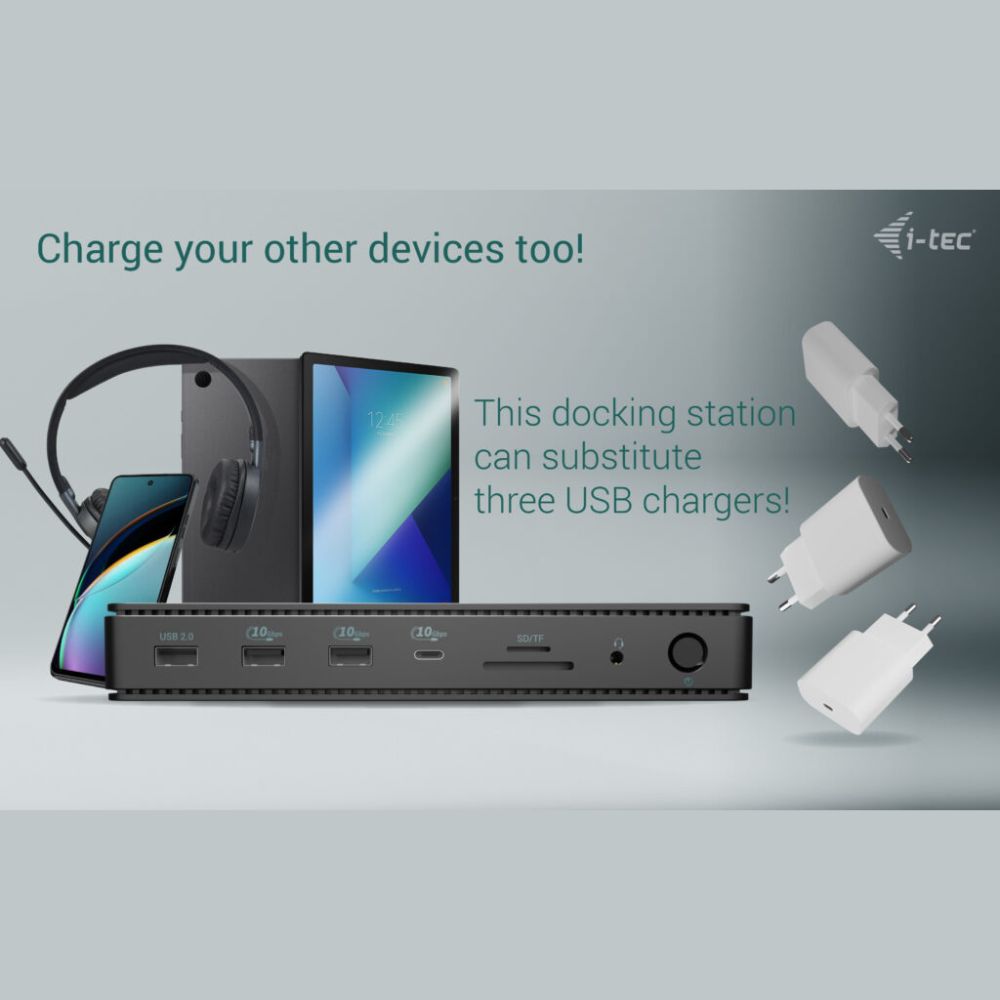 Charge your other devices too!
i-tec
12:45
This docking station
can substitute
three USB chargers!
USB 2.0
10Gbps
10Gbps
10Gbps
SD/TF